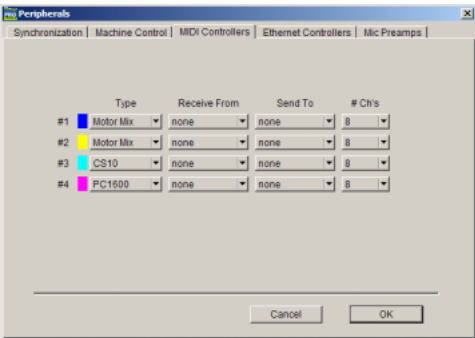 PRO Peripherals
Synchronization Machine Control MIDI Controllers Ethernet Controllers Mic Preamps
Type Receive From Send To # Ch's
#1 Motor Mix none none 8
#2 Motor Mix none none 8
#3 CS10 none none 8
#4 PC1600 none none 8
Cancel OK